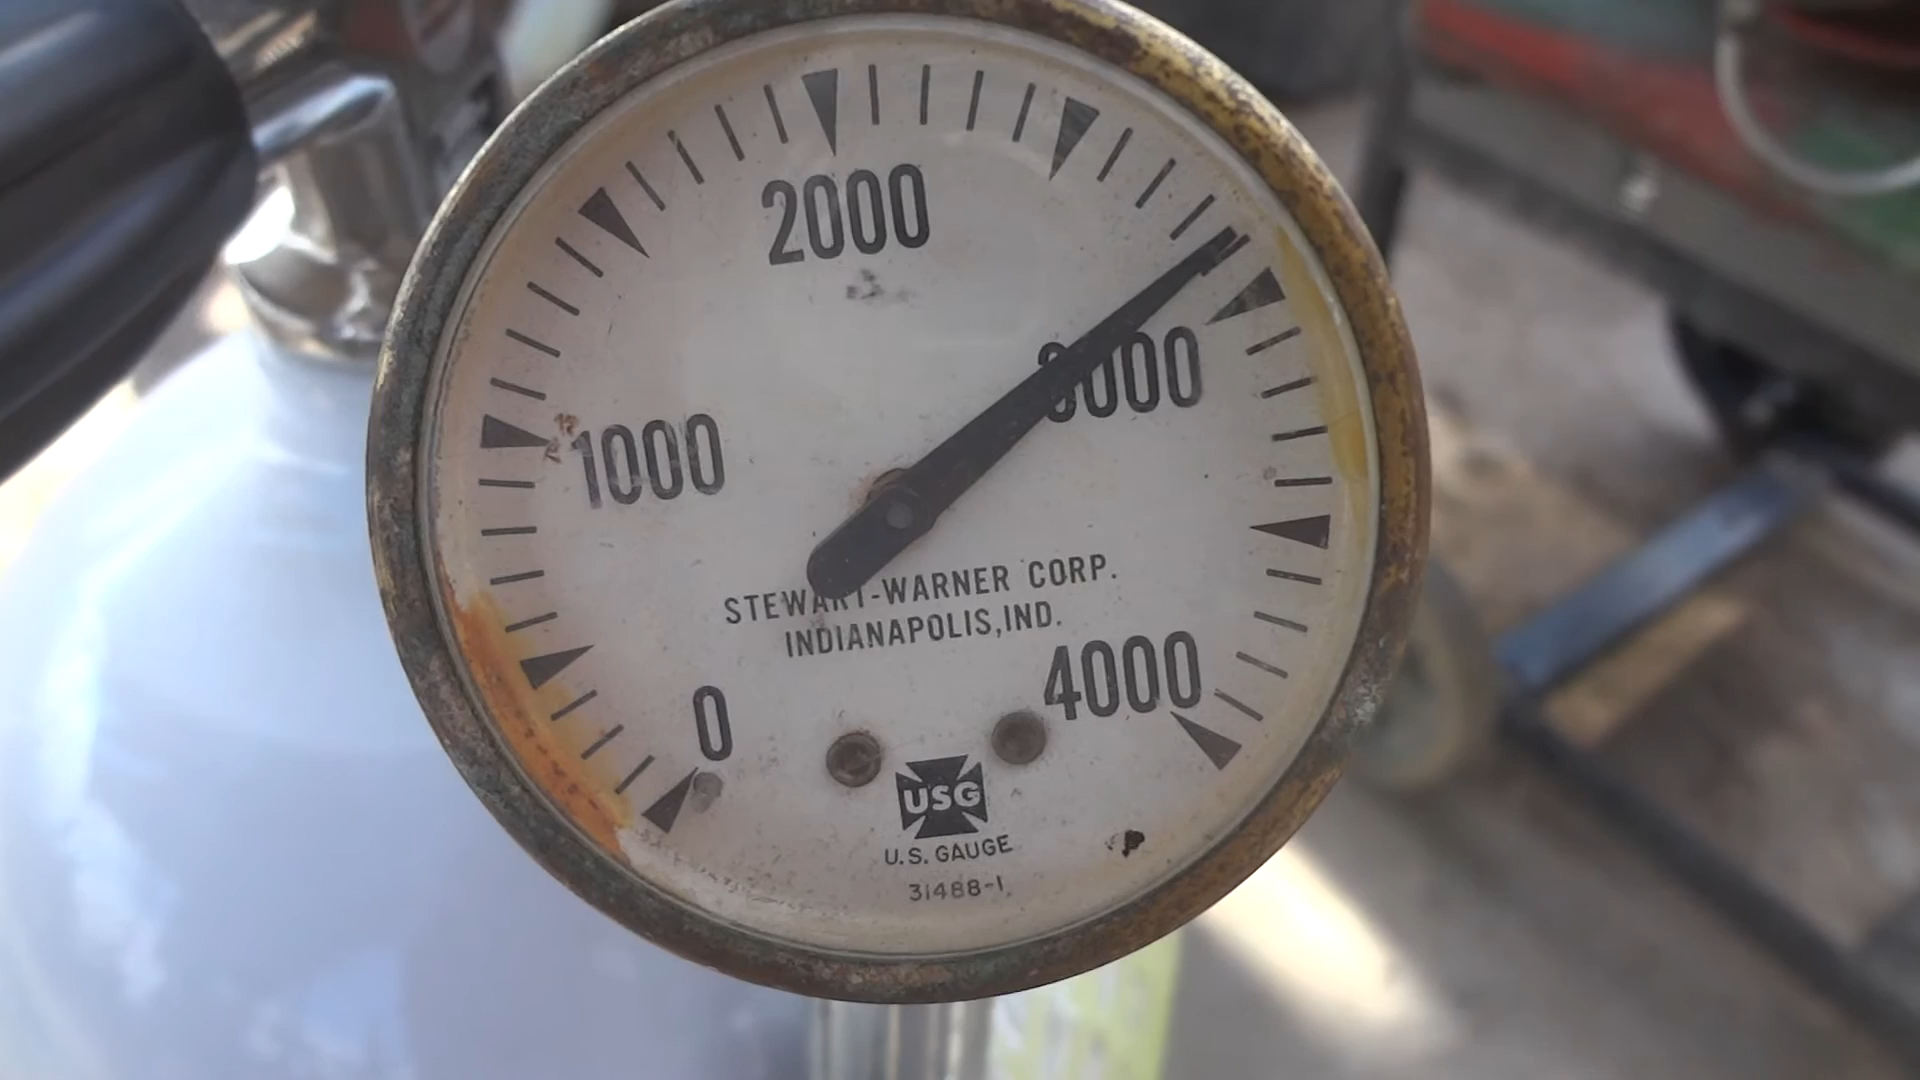 2000
3000
1000
STEWART-WARNER CORP.
INDIANAPOLIS, IND.
0
4000
USG
U.S. GAUGE
31488-1